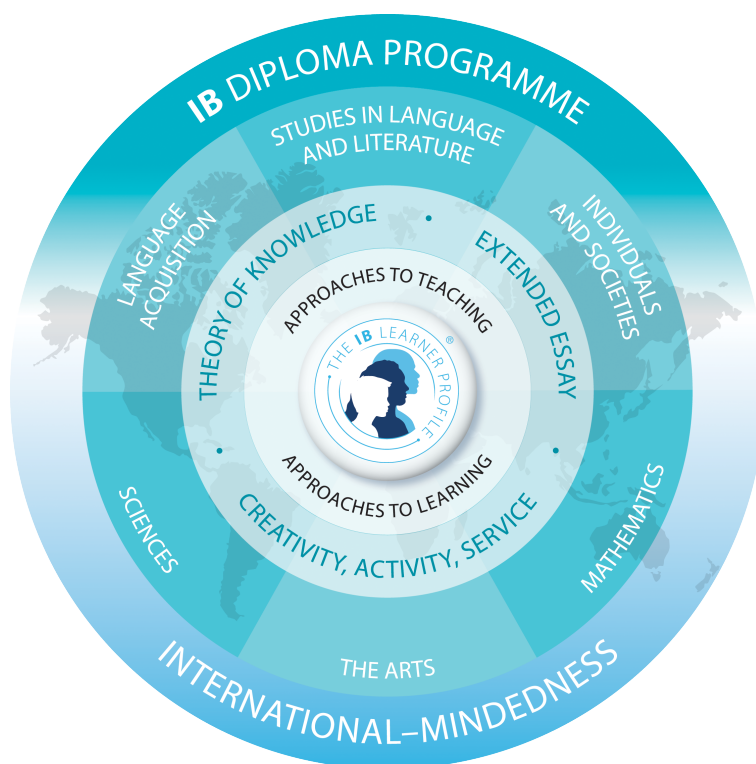 IB DIPLOMA PROGRAMME
STUDIES IN LANGUAGE
AND LITERATURE
LANGUAGE
ACQUISITION
INDIVIDUALS
AND SOCIETIES
THEORY OF KNOWLEDGE
•
EXTENDED ESSAY
APPROACHES TO TEACHING
• THE IB LEARNER PROFILE •
®
APPROACHES TO LEARNING
• CREATIVITY, ACTIVITY, SERVICE •
SCIENCES
MATHEMATICS
THE ARTS
INTERNATIONAL–MINDEDNESS